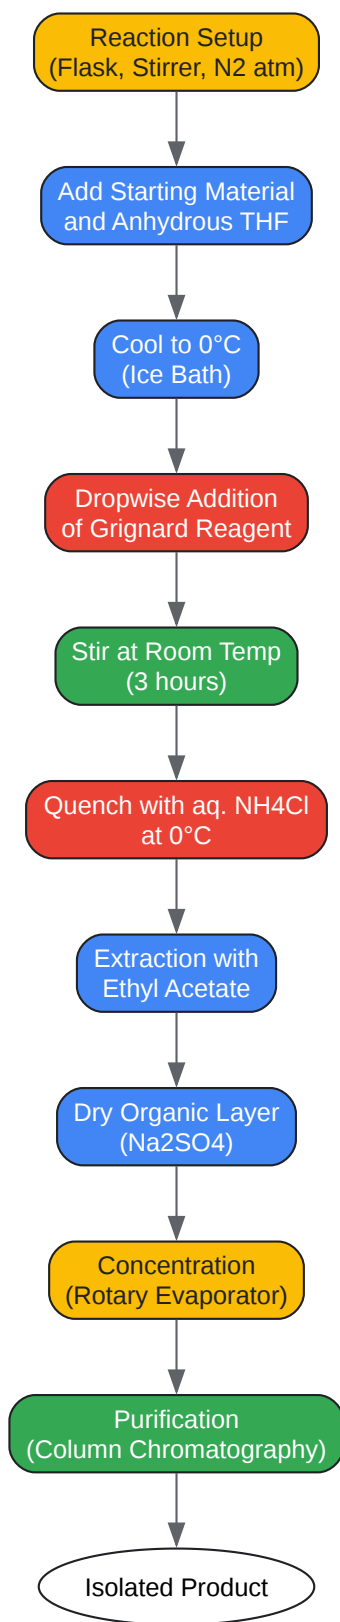 Reaction Setup
(Flask, Stirrer, N2 atm)
Add Starting Material
and Anhydrous THF
Cool to 0°C
(Ice Bath)
Dropwise Addition
of Grignard Reagent
Stir at Room Temp
(3 hours)
Quench with aq. NH4Cl
at 0°C
Extraction with
Ethyl Acetate
Dry Organic Layer
(Na2SO4)
Concentration
(Rotary Evaporator)
Purification
(Column Chromatography)
Isolated Product